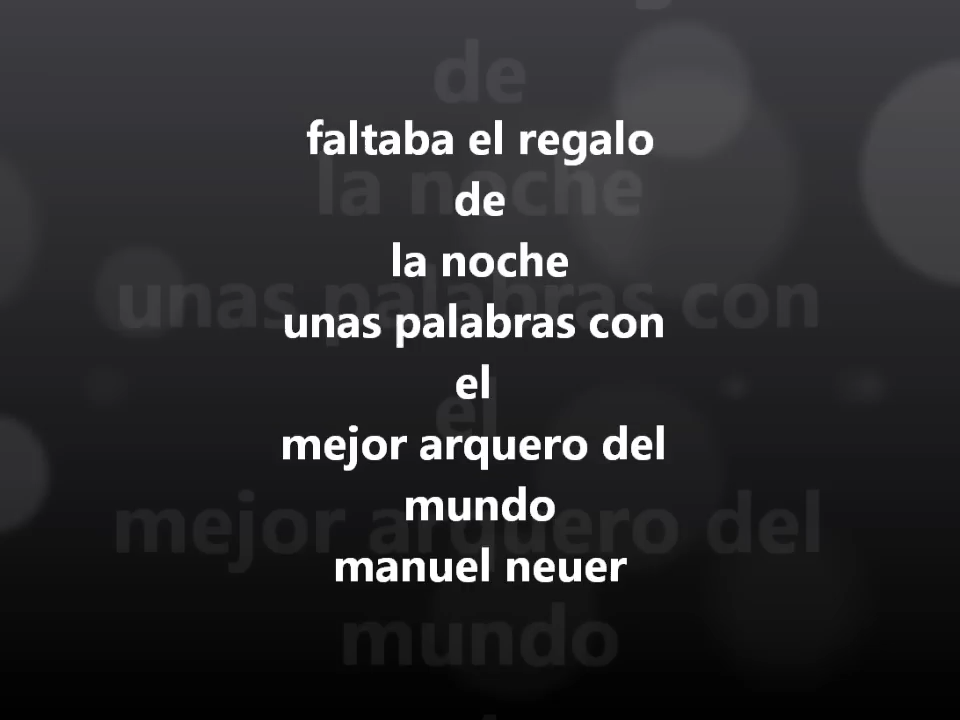 faltaba el regalo
de
la noche
unas palabras con
el
mejor arquero del
mundo
manuel neuer